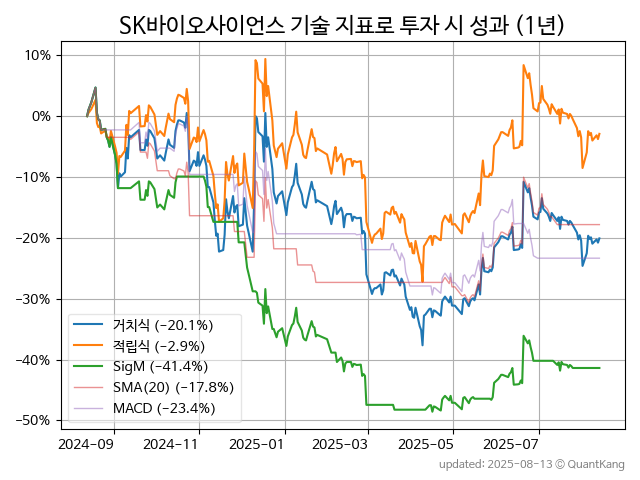 SK바이오사이언스 기술 지표로 투자 시 성과 (1년)
10%
0%
−10%
−20%
−30%
−40%
−50%
거치식 (−20.1%)
적립식 (−2.9%)
SigM (−41.4%)
SMA(20) (−17.8%)
MACD (−23.4%)
2024-09 2024-11 2025-01 2025-03 2025-05 2025-07
updated: 2025-08-13 ⓒ QuantKang